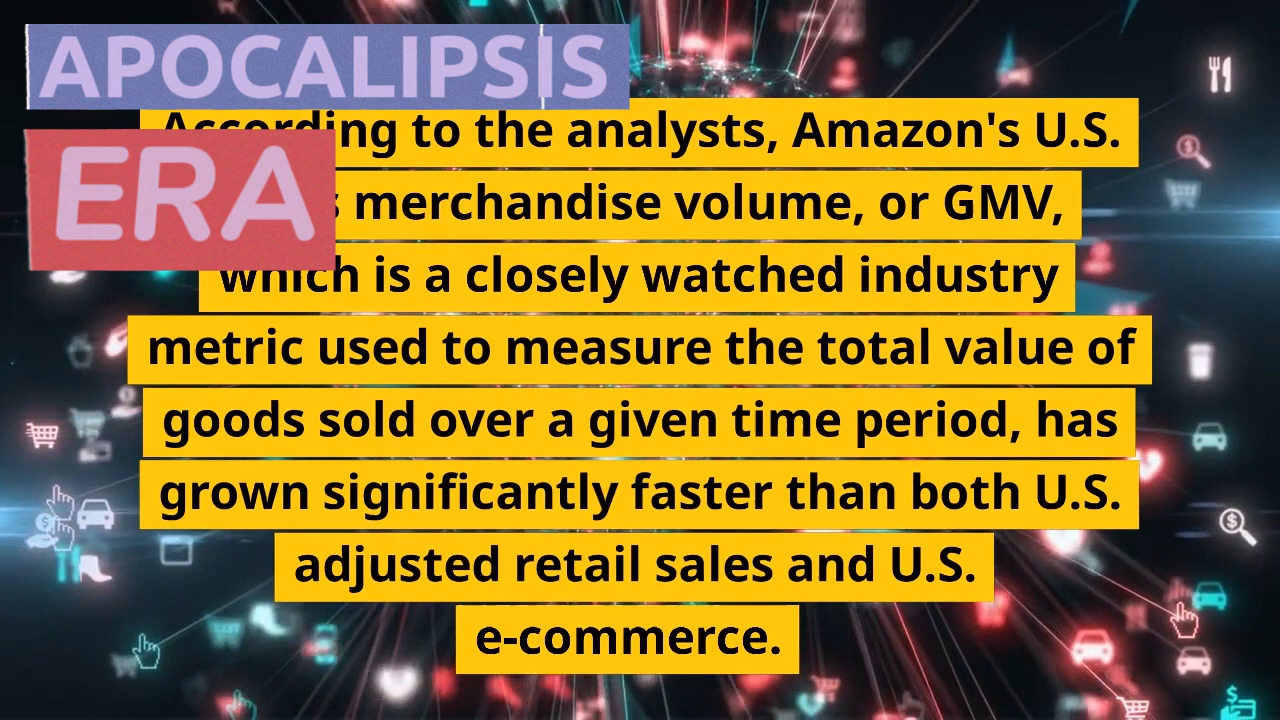 APOCALIPSIS
ERA
According to the analysts, Amazon's U.S.
merchandise volume, or GMV,
which is a closely watched industry
metric used to measure the total value of
goods sold over a given time period, has
grown significantly faster than both U.S.
adjusted retail sales and U.S.
e-commerce.